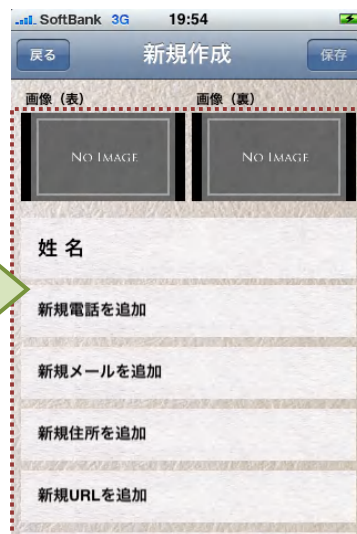 SoftBank 3G 19:54
戻る 新規作成 保存
画像（表） 画像（裏）
NO IMAGE NO IMAGE
姓 名
新規電話を追加
新規メールを追加
新規住所を追加
新規URLを追加